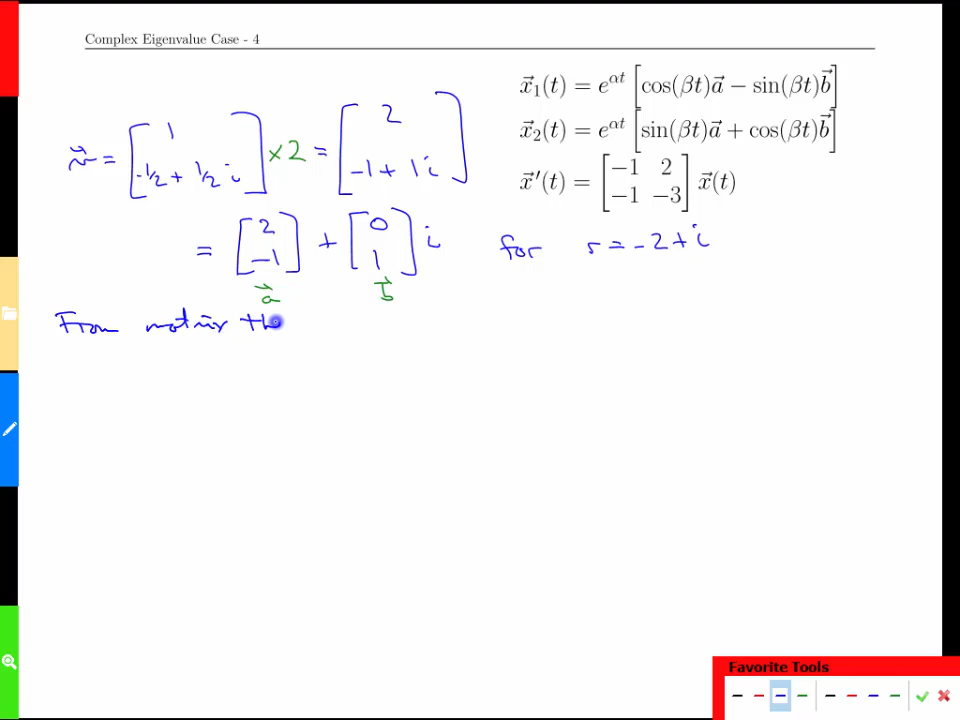 Complex Eigenvalue Case - 4
x⃗₁(t) = e^{αt} [cos(βt)a⃗ − sin(βt)b⃗]
x⃗₂(t) = e^{αt} [sin(βt)a⃗ + cos(βt)b⃗]
x⃗ ′(t) = [−1 2; −1 −3] x⃗(t)
v⃗ = [1; -1/2 + 1/2 i] × 2 = [2; -1 + 1i]
= [2; -1] + [0; 1] i for r = -2 + i
a⃗ b⃗
From matrix th
Favorite Tools